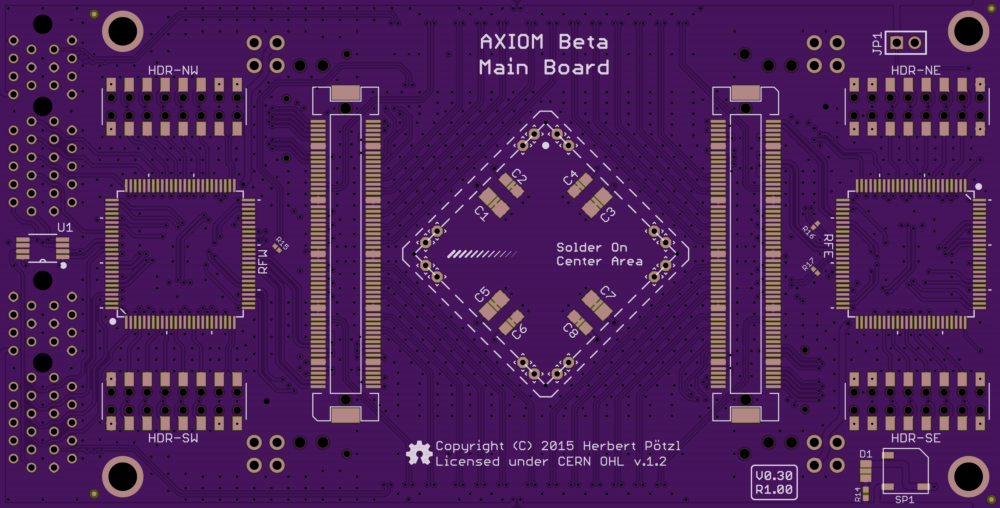 AXIOM Beta
Main Board
JP1
HDR-NW
HDR-NE
C2
C4
C1
C3
U1
R15
RFW
R16
RFE
R17
Solder On
Center Area
C5
C7
C6
C8
HDR-SW
HDR-SE
Copyright (C) 2015 Herbert Pötzl
Licensed under CERN OHL v.1.2
V0.30
R1.00
D1
R14
SP1